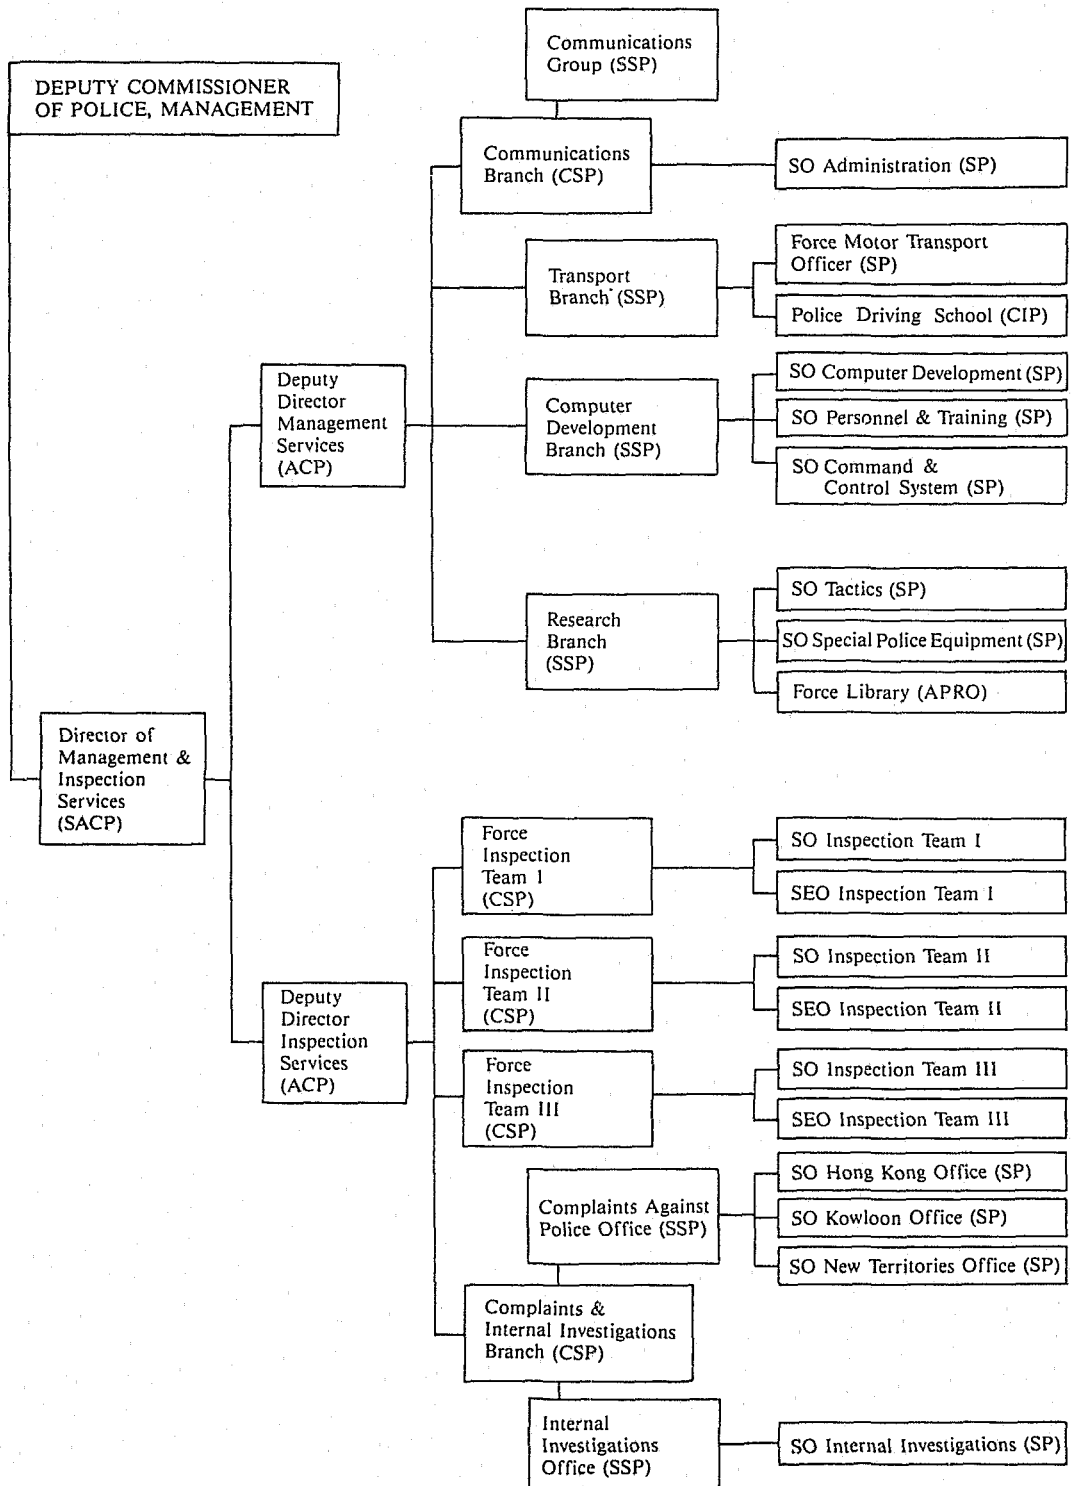 DEPUTY COMMISSIONER
OF POLICE, MANAGEMENT
Communications
Group (SSP)
Communications
Branch (CSP)
SO Administration (SP)
Transport
Branch (SSP)
Force Motor Transport
Officer (SP)
Police Driving School (CIP)
Deputy
Director
Management
Services
(ACP)
Computer
Development
Branch (SSP)
SO Computer Development (SP)
SO Personnel & Training (SP)
SO Command &
Control System (SP)
Research
Branch
(SSP)
SO Tactics (SP)
SO Special Police Equipment (SP)
Force Library (APRO)
Director of
Management &
Inspection
Services
(SACP)
Force
Inspection
Team I
(CSP)
SO Inspection Team I
SEO Inspection Team I
Force
Inspection
Team II
(CSP)
SO Inspection Team II
SEO Inspection Team II
Deputy
Director
Inspection
Services
(ACP)
Force
Inspection
Team III
(CSP)
SO Inspection Team III
SEO Inspection Team III
Complaints Against
Police Office (SSP)
SO Hong Kong Office (SP)
SO Kowloon Office (SP)
SO New Territories Office (SP)
Complaints &
Internal Investigations
Branch (CSP)
Internal
Investigations
Office (SSP)
SO Internal Investigations (SP)